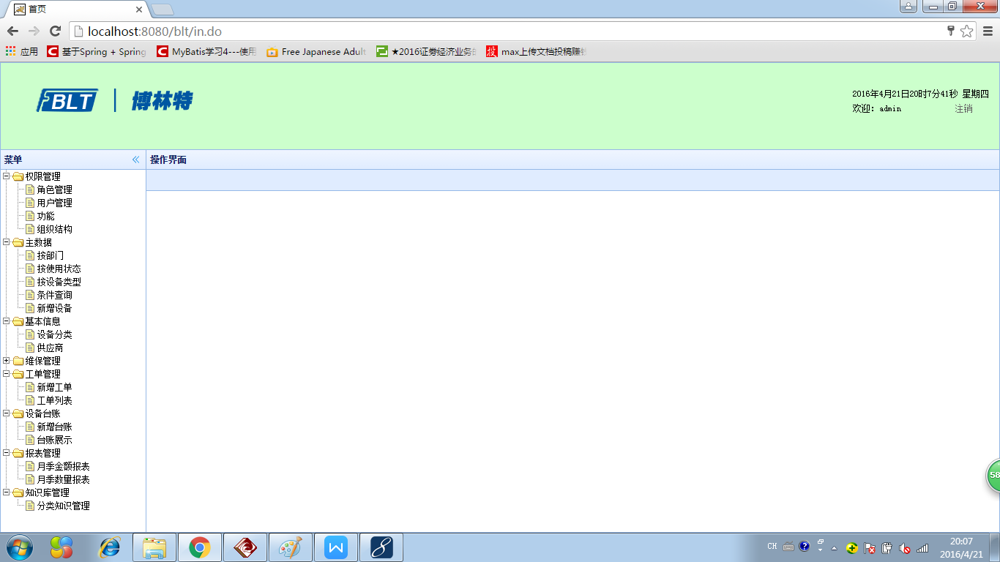 首页
localhost:8080/blt/in.do
应用 基于Spring + Spring MyBatis学习4---使用 Free Japanese Adult ★2016证券经济业务 max上传文档投稿赚
BLT 博林特
2016年4月21日20时7分41秒 星期四
欢迎：admin 注销
菜单 操作界面
权限管理
角色管理
用户管理
功能
组织结构
主数据
按部门
按使用状态
按设备类型
条件查询
新增设备
基本信息
设备分类
供应商
维保管理
工单管理
新增工单
工单列表
设备台账
新增台账
台账展示
报表管理
月季金额报表
月季数量报表
知识库管理
分类知识管理
58
CH 20:07
2016/4/21